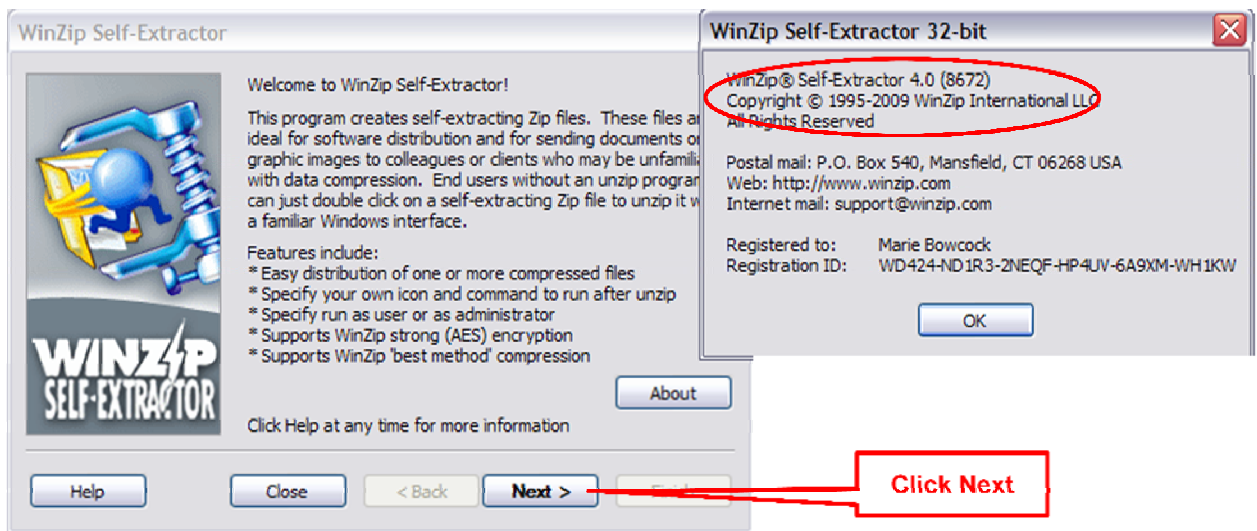 WinZip Self-Extractor
Welcome to WinZip Self-Extractor!
This program creates self-extracting Zip files. These files
ideal for software distribution and for sending documents
graphic images to colleagues or clients who may be
with data compression. End users without an unzip
can just double click on a self-extracting Zip file to unzip it
a familiar Windows interface.
Features include:
* Easy distribution of one or more compressed files
* Specify your own icon and command to run after unzip
* Specify run as user or as administrator
* Supports WinZip strong (AES) encryption
* Supports WinZip 'best method' compression
About
Click Help at any time for more information
WINZIP
SELF-EXTRACTOR
Help
Close
< Back
Next >
WinZip Self-Extractor 32-bit
WinZip® Self-Extractor 4.0 (8672)
Copyright © 1995-2009 WinZip International LLC
All Rights Reserved
Postal mail: P.O. Box 540, Mansfield, CT 06268 USA
Web: http://www.winzip.com
Internet mail: support@winzip.com
Registered to: Marie Bowcock
Registration ID: WD424-ND1R3-2NEQF-HP4UV-6A9XM-WH1KW
OK
Click Next